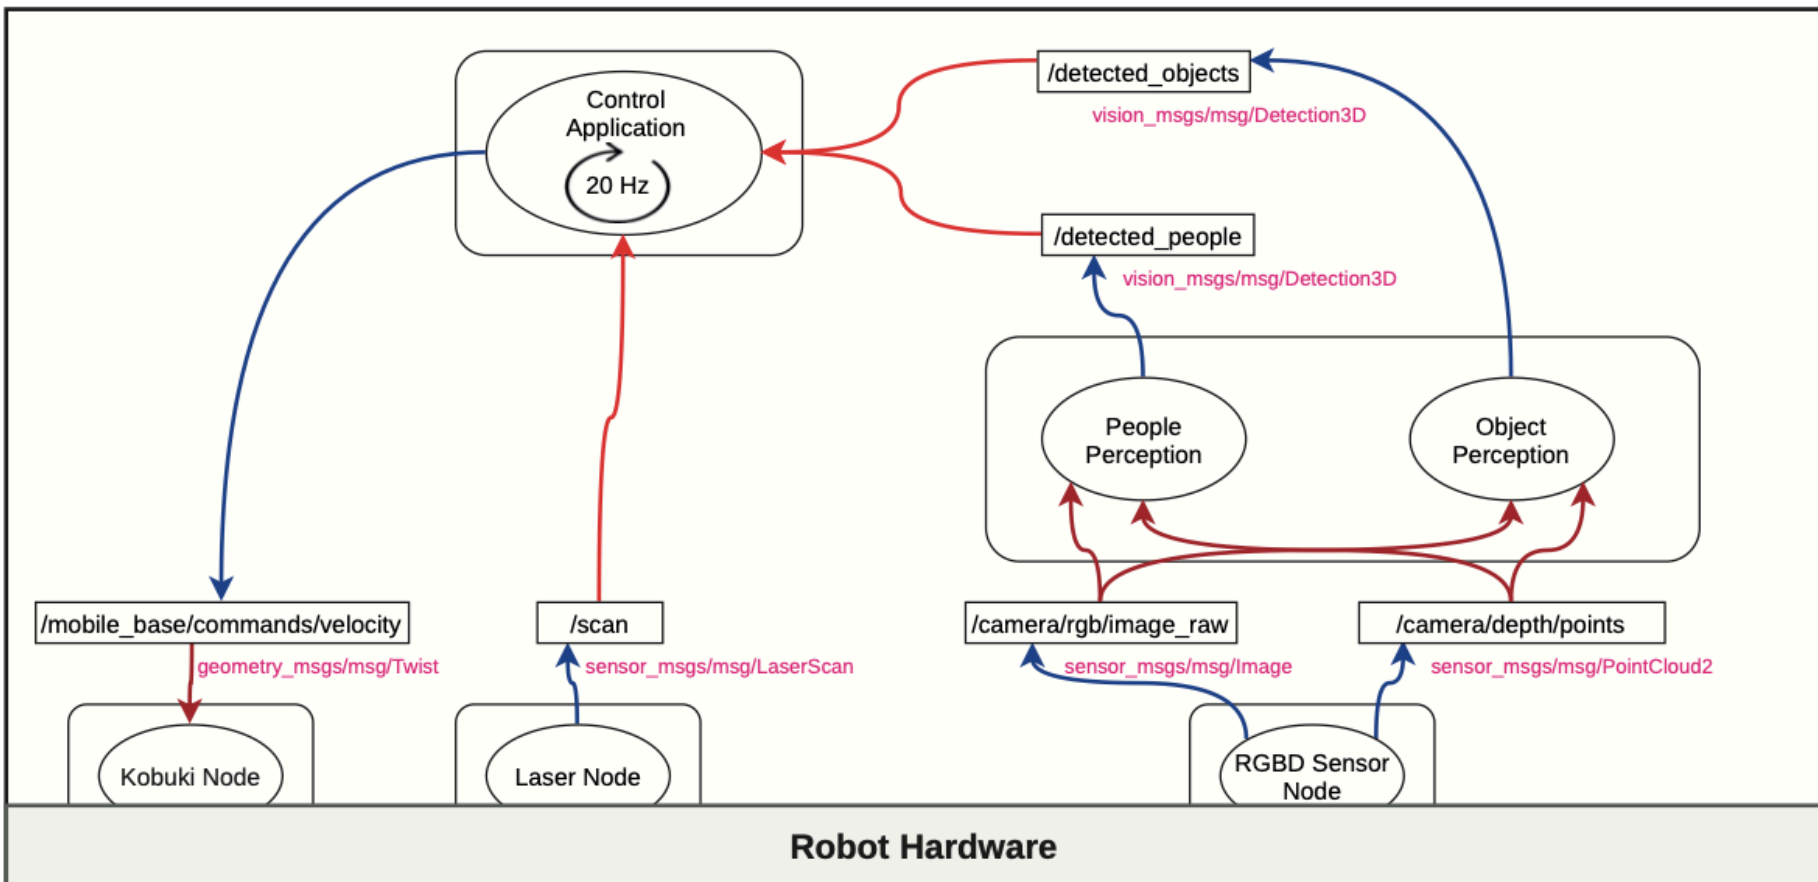 Control
Application
20 Hz
/detected_objects
vision_msgs/msg/Detection3D
/detected_people
vision_msgs/msg/Detection3D
People
Perception
Object
Perception
/mobile_base/commands/velocity
geometry_msgs/msg/Twist
/scan
sensor_msgs/msg/LaserScan
/camera/rgb/image_raw
sensor_msgs/msg/Image
/camera/depth/points
sensor_msgs/msg/PointCloud2
Kobuki Node
Laser Node
RGBD Sensor
Node
Robot Hardware